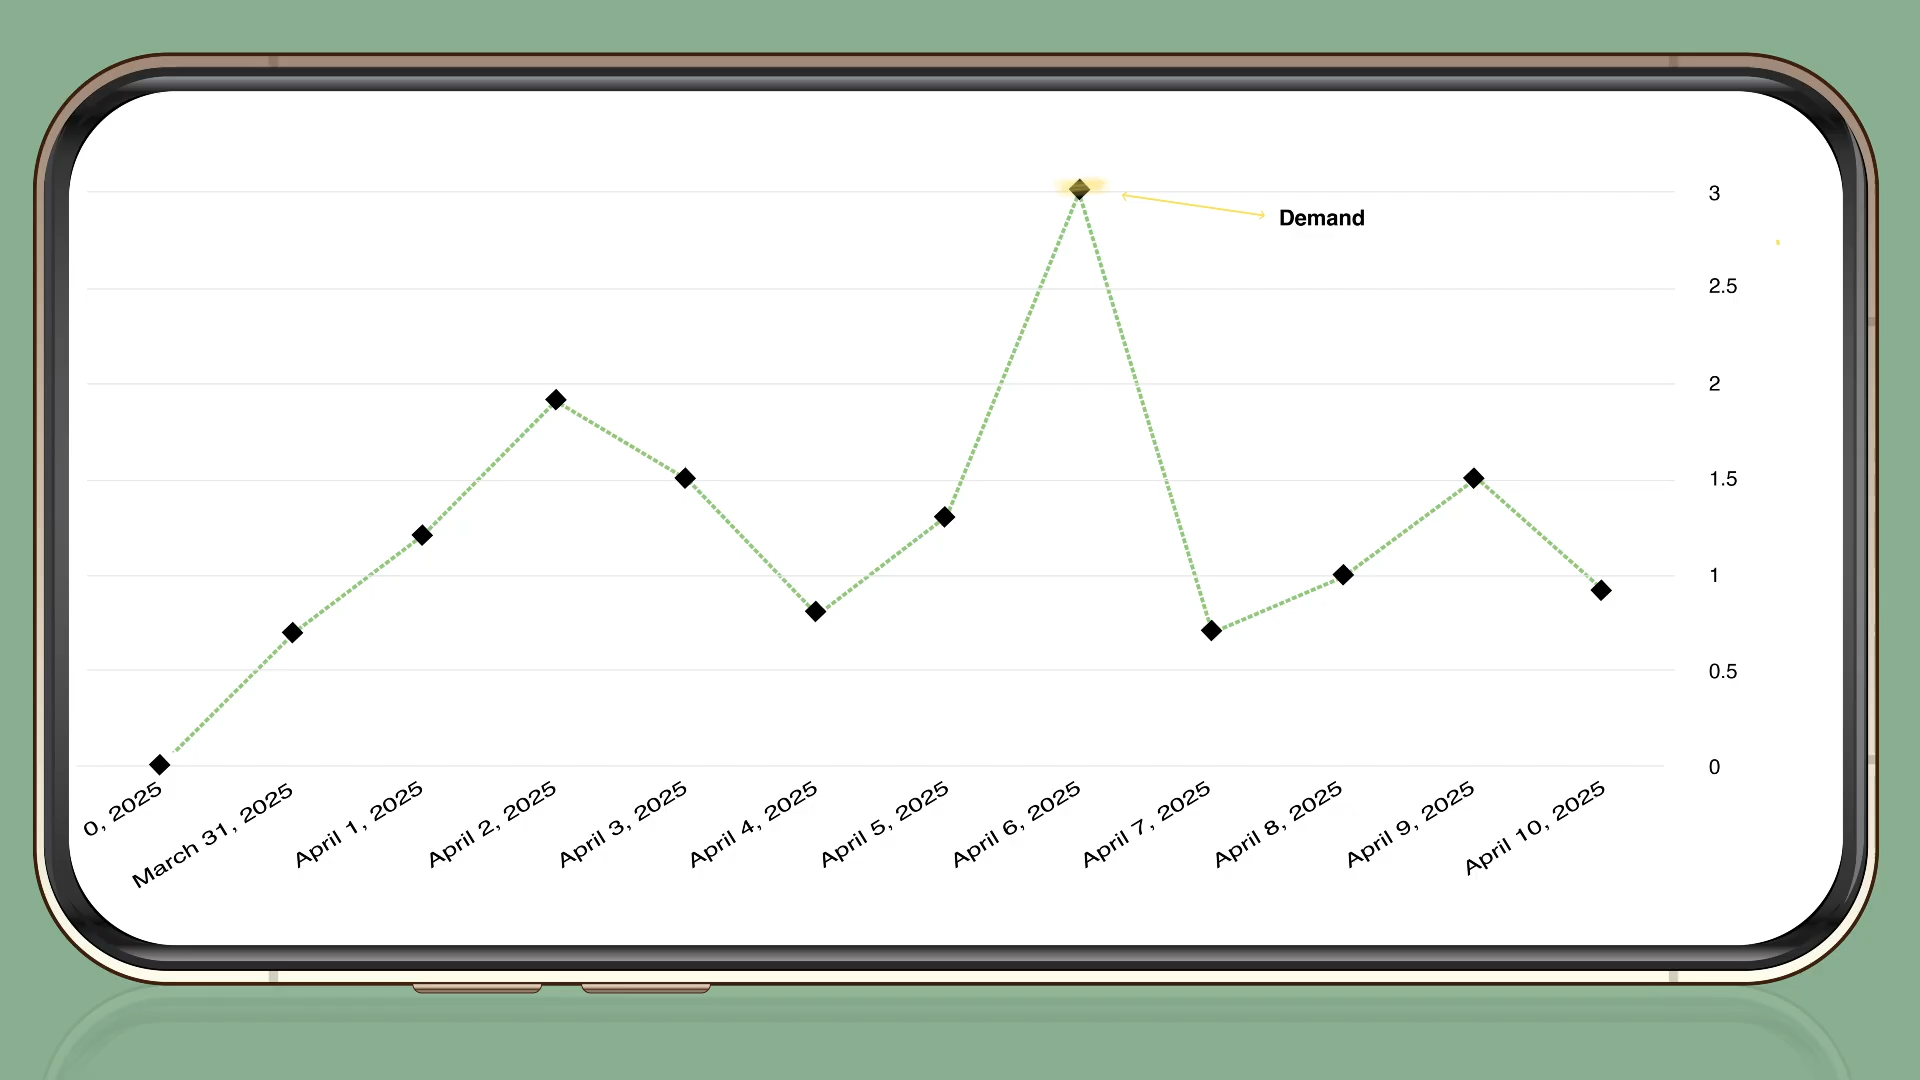 3
Demand
2.5
2
1.5
1
0.5
0
0, 2025
March 31, 2025
April 1, 2025
April 2, 2025
April 3, 2025
April 4, 2025
April 5, 2025
April 6, 2025
April 7, 2025
April 8, 2025
April 9, 2025
April 10, 2025